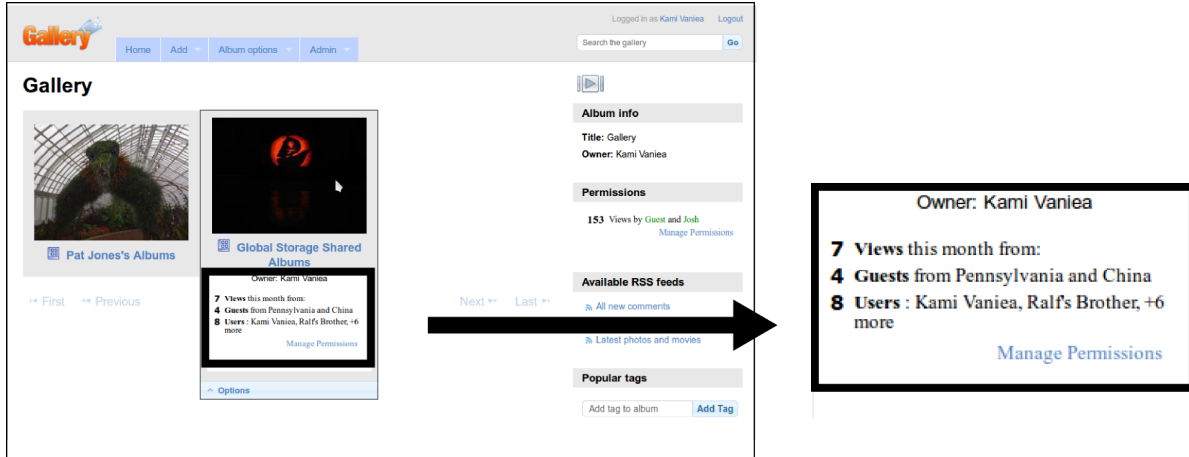 Logged in as Kami Vaniea Logout
Gallery
Home Add Album options Admin
Search the gallery Go
Gallery
Pat Jones's Albums
Global Storage Shared
Albums
Owner: Kami Vaniea
7 Views this month from:
4 Guests from Pennsylvania and China
8 Users : Kami Vaniea, Ralf's Brother, +6
more
Manage Permissions
Options
First Previous
Next Last
Album info
Title: Gallery
Owner: Kami Vaniea
Permissions
153 Views by Guest and Josh
Manage Permissions
Available RSS feeds
All new comments
Latest photos and movies
Popular tags
Add tag to album Add Tag
Owner: Kami Vaniea
7 Views this month from:
4 Guests from Pennsylvania and China
8 Users : Kami Vaniea, Ralf's Brother, +6
more
Manage Permissions